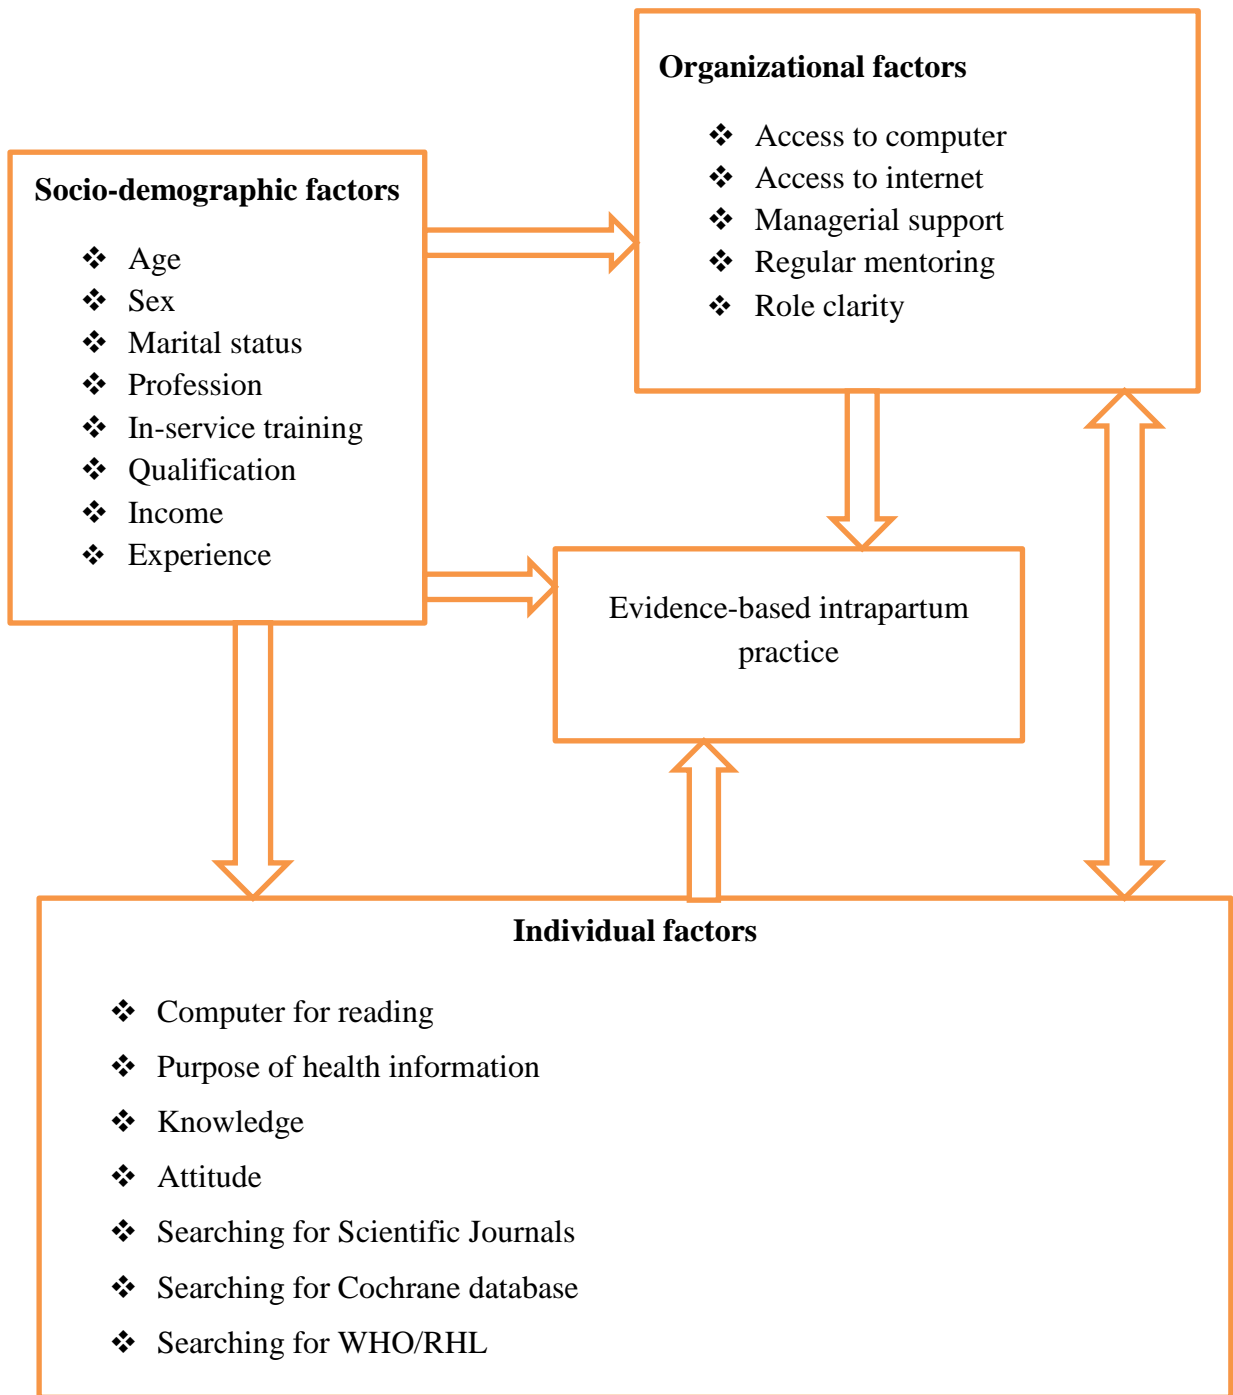 Organizational factors
❖ Access to computer
❖ Access to internet
❖ Managerial support
❖ Regular mentoring
❖ Role clarity
Socio-demographic factors
❖ Age
❖ Sex
❖ Marital status
❖ Profession
❖ In-service training
❖ Qualification
❖ Income
❖ Experience
Evidence-based intrapartum
practice
Individual factors
❖ Computer for reading
❖ Purpose of health information
❖ Knowledge
❖ Attitude
❖ Searching for Scientific Journals
❖ Searching for Cochrane database
❖ Searching for WHO/RHL